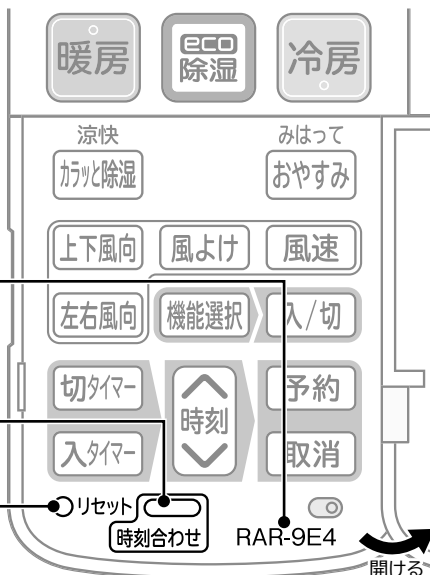 暖房
eco
除湿
冷房
涼快
みはって
カラッと除湿
おやすみ
上下風向
風よけ
風速
左右風向
機能選択
入/切
切タイマー
時刻
予約
入タイマー
取消
リセット
時刻合わせ
RAR-9E4
開ける